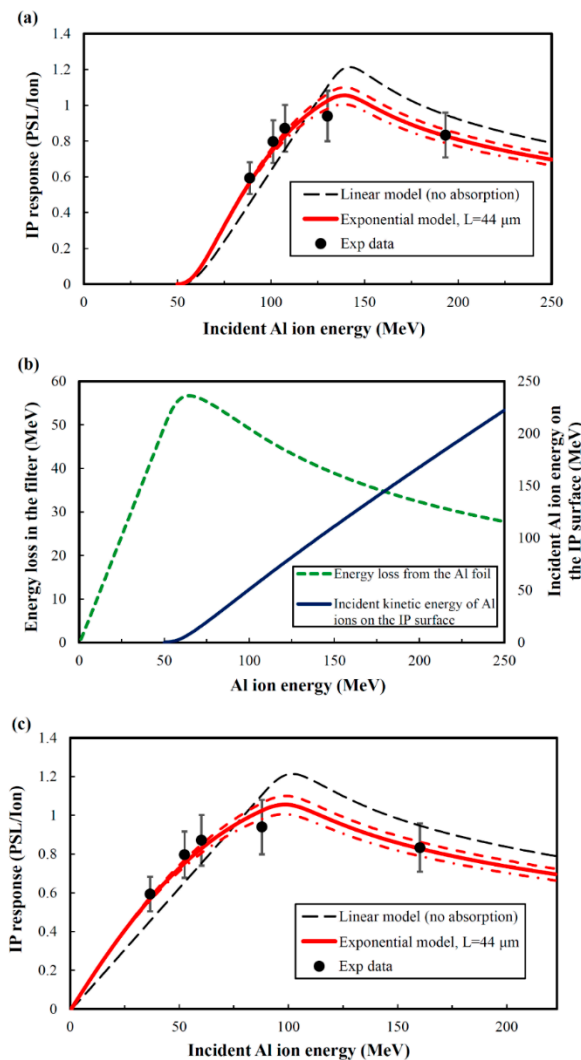 (a)
1.4
1.2
1
0.8
0.6
0.4
0.2
0
IP response (PSL/Ion)
Linear model (no absorption)
Exponential model, L=44 μm
Exp data
0 50 100 150 200 250
Incident Al ion energy (MeV)
(b)
60
50
40
30
20
10
0
Energy loss in the filter (MeV)
250
200
150
100
50
0
Incident Al ion energy on
the IP surface (MeV)
Energy loss from the Al foil
Incident kinetic energy of Al
ions on the IP surface
0 50 100 150 200 250
Al ion energy (MeV)
(c)
1.4
1.2
1
0.8
0.6
0.4
0.2
0
IP response (PSL/Ion)
Linear model (no absorption)
Exponential model, L=44 μm
Exp data
0 50 100 150 200
Incident Al ion energy (MeV)